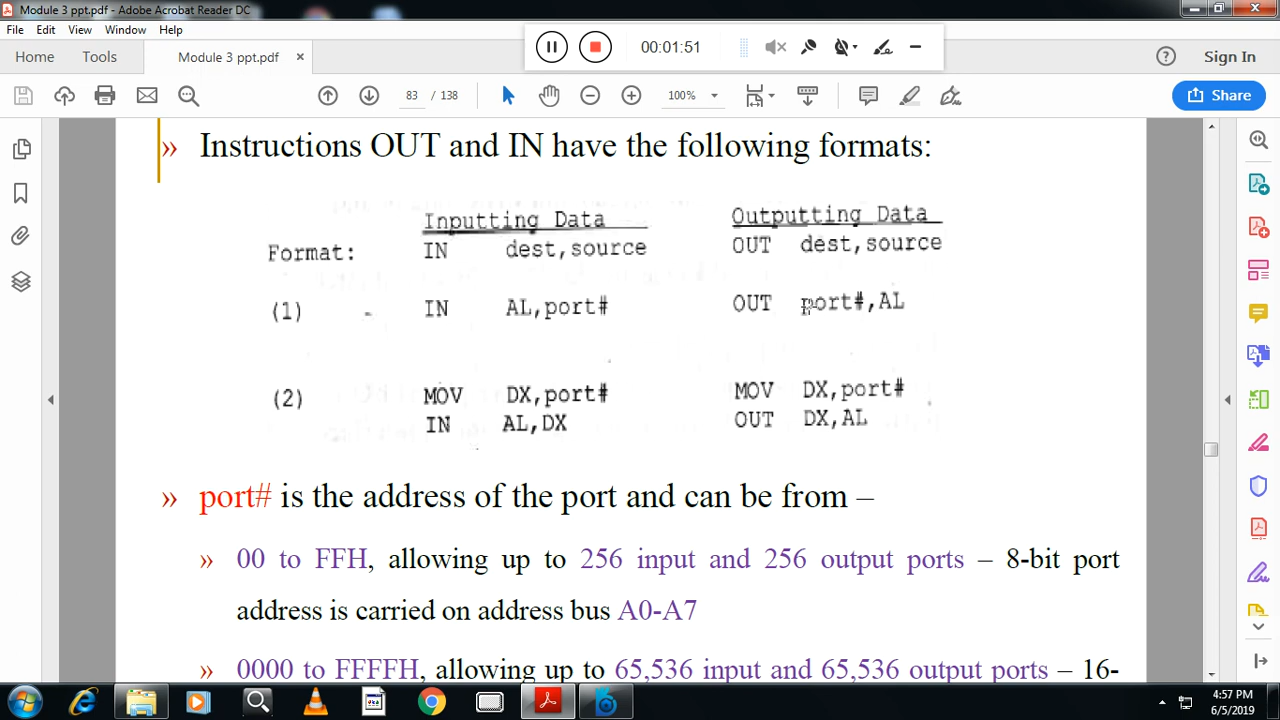 Module 3 ppt.pdf - Adobe Acrobat Reader DC
File Edit View Window Help
00:01:51
Home Tools Module 3 ppt.pdf × Sign In
83 / 138 100% Share
» Instructions OUT and IN have the following formats:
Inputting Data Outputting Data
Format: IN dest,source OUT dest,source
(1) IN AL,port# OUT port#,AL
(2) MOV DX,port# MOV DX,port#
IN AL,DX OUT DX,AL
» port# is the address of the port and can be from –
» 00 to FFH, allowing up to 256 input and 256 output ports – 8-bit port
address is carried on address bus A0-A7
» 0000 to FFFFH, allowing up to 65,536 input and 65,536 output ports – 16-
4:57 PM
6/5/2019